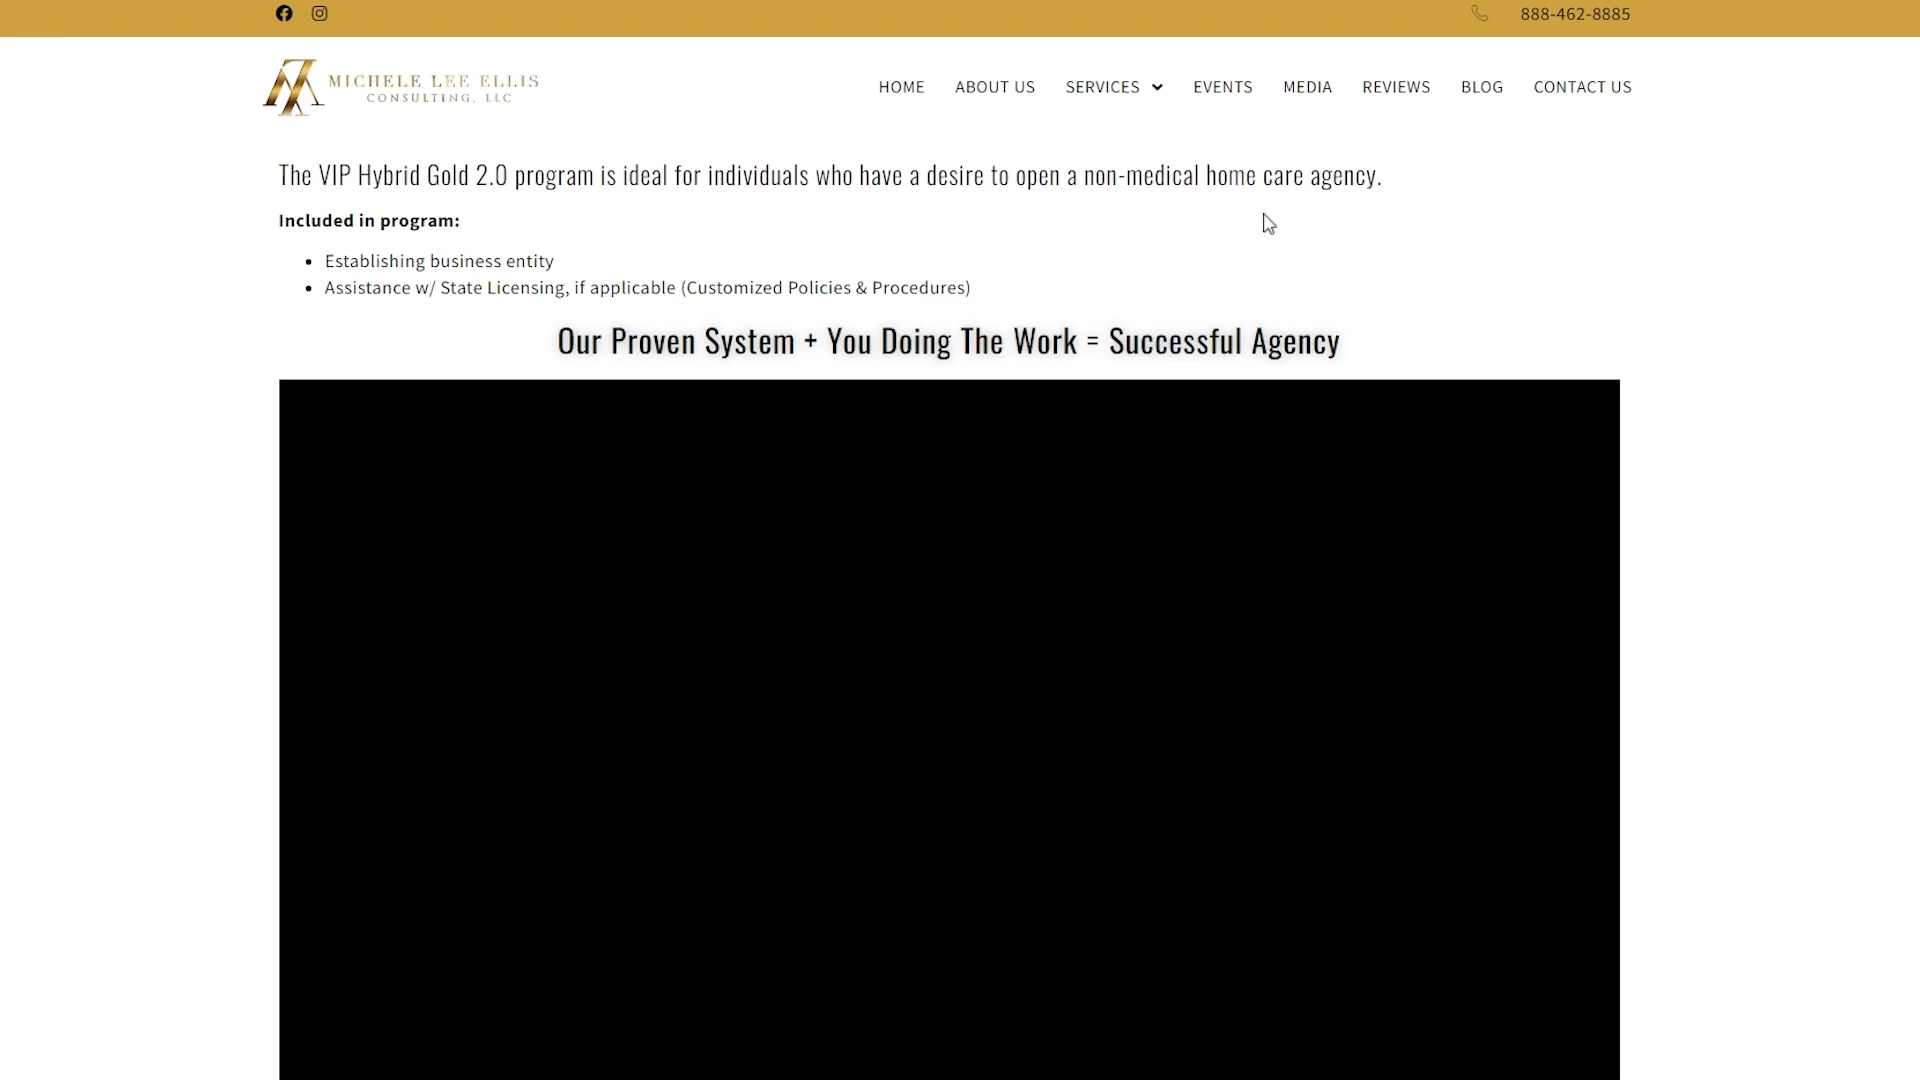 888-462-8885
MICHELE LEE ELLIS
CONSULTING, LLC
HOME ABOUT US SERVICES EVENTS MEDIA REVIEWS BLOG CONTACT US
The VIP Hybrid Gold 2.0 program is ideal for individuals who have a desire to open a non-medical home care agency.
Included in program:
Establishing business entity
Assistance w/ State Licensing, if applicable (Customized Policies & Procedures)
Our Proven System + You Doing The Work = Successful Agency